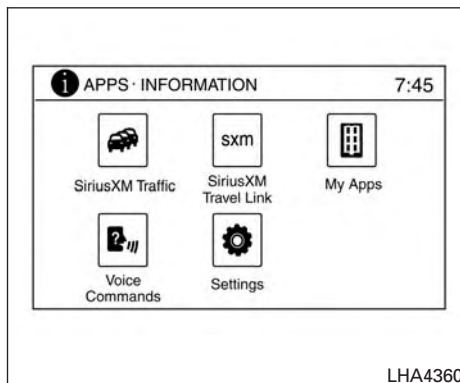 i APPS · INFORMATION 7:45
sxm
SiriusXM Traffic
SiriusXM
Travel Link
My Apps
?
Voice
Commands
Settings
LHA4360